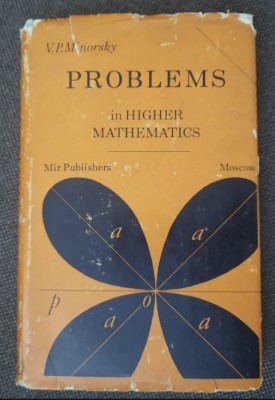 V.P.Minorsky
PROBLEMS
in HIGHER
MATHEMATICS
Mir Publishers Moscow
a a
p o
a a